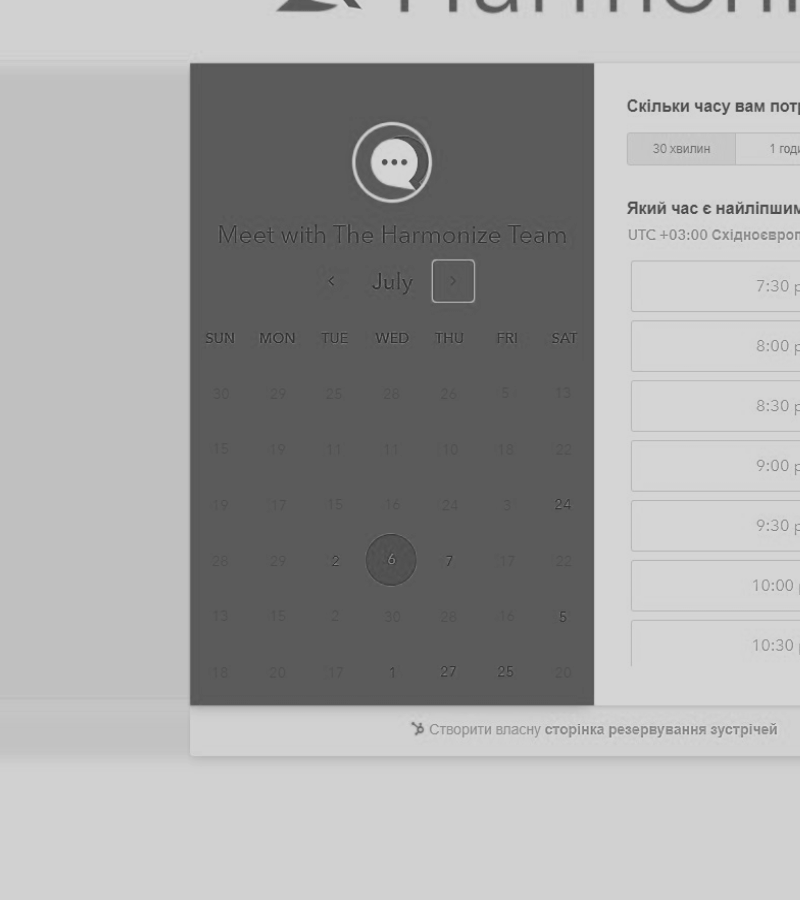 Harmoni
Meet with The Harmonize Team
July
SUN MON TUE WED THU FRI SAT
30 29 25 28 26 5 13
15 19 11 11 10 18 22
19 17 15 16 24 3 24
28 29 2 6 7 17 22
13 15 2 30 28 16 5
18 20 17 1 27 25 20
Скільки часу вам пот
30 хвилин 1 годи
Який час є найліпшим
UTC +03:00 Східноєвроп
7:30 р
8:00 р
8:30 р
9:00 р
9:30 р
10:00
10:30 р
Створити власну сторінка резервування зустрічей